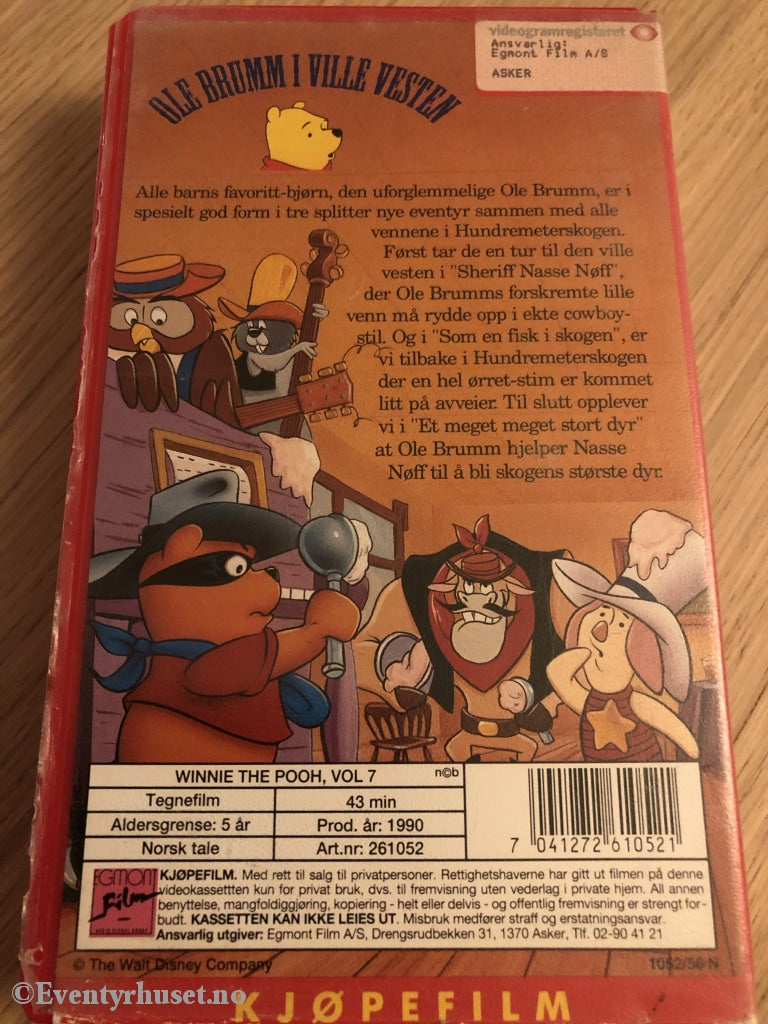 videogramregisteret
Ansvarlig:
Egmont Film A/S
ASKER
OLE BRUMM I VILLE VESTEN
Alle barns favoritt-bjørn, den uforglemmelige Ole Brumm, er i
spesielt god form i tre splitter nye eventyr sammen med alle
vennene i Hundremeterskogen.
Først tar de en tur til den ville
vesten i "Sheriff Nasse Nøff",
der Ole Brumms forskremte lille
venn må rydde opp i ekte cowboy-
stil. Og i "Som en fisk i skogen", er
vi tilbake i Hundremeterskogen
der en hel ørret-stim er kommet
litt på avveier. Til slutt opplever
vi i "Et meget meget stort dyr"
at Ole Brumm hjelper Nasse
Nøff til å bli skogens største dyr.
WINNIE THE POOH, VOL 7 n©b
Tegnefilm 43 min
Aldersgrense: 5 år Prod. år: 1990
Norsk tale Art.nr: 261052
7 041272 610521
EGMONT
Film
KJØPEFILM. Med rett til salg til privatpersoner. Rettighetshaverne har gitt ut filmen på denne
videokassettten kun for privat bruk, dvs. til fremvisning uten vederlag i private hjem. All annen
benyttelse, mangfoldiggjøring, kopiering - helt eller delvis - og offentlig fremvisning er strengt for-
budt. KASSETTEN KAN IKKE LEIES UT. Misbruk medfører straff og erstatningsansvar.
Ansvarlig utgiver: Egmont Film A/S, Drengsrudbekken 31, 1370 Asker, Tlf. 02-90 41 21
© The Walt Disney Company 1052/56-N
©Eventyrhuset.no
KJØPEFILM